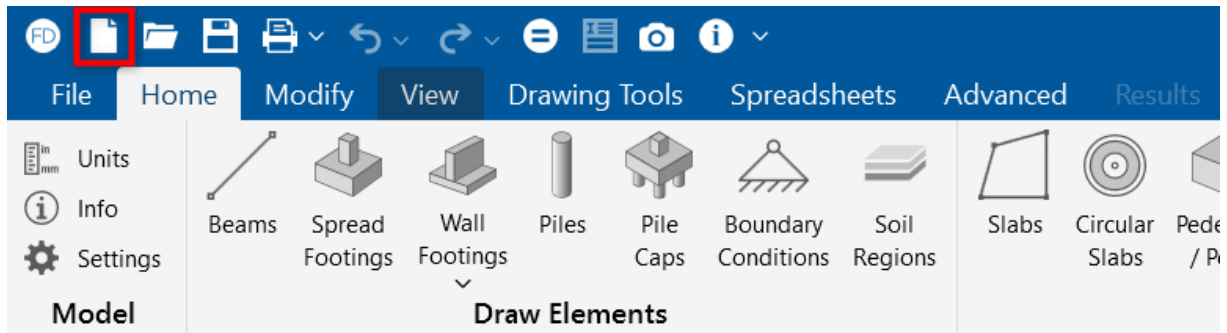 FD
File Home Modify View Drawing Tools Spreadsheets Advanced Results
in
mm
Units
Info
Settings
Model
Beams
Spread
Footings
Wall
Footings
Piles
Pile
Caps
Boundary
Conditions
Soil
Regions
Draw Elements
Slabs
Circular
Slabs